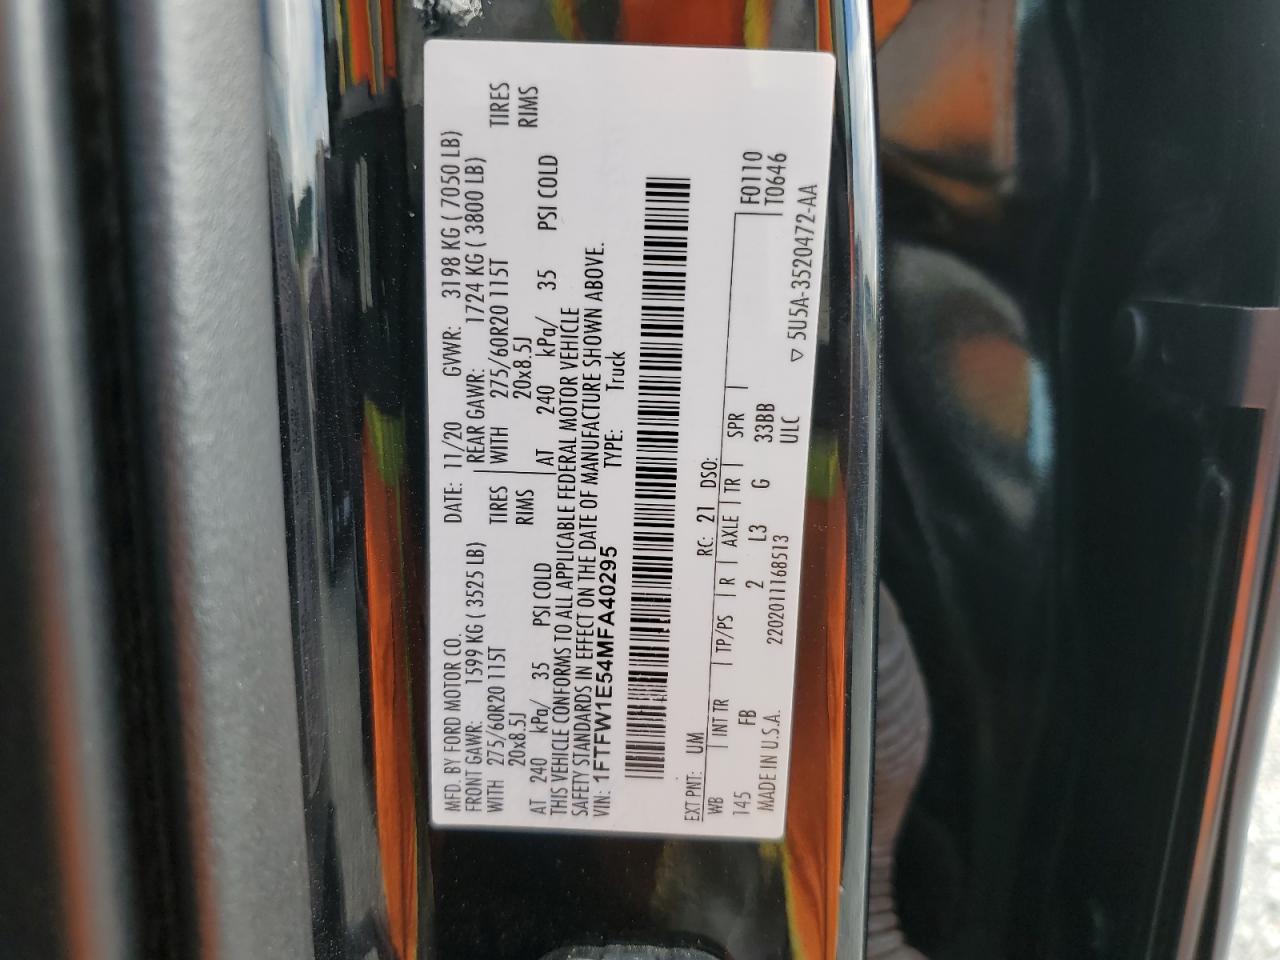 MFD. BY FORD MOTOR CO. DATE: 11/20 GVWR: 3198 KG ( 7050 LB)
FRONT GAWR: 1599 KG ( 3525 LB) REAR GAWR: 1724 KG ( 3800 LB)
WITH 275/60R20 115T TIRES WITH 275/60R20 115T TIRES
20x8.5J RIMS 20x8.5J RIMS
AT 240 kPa/ 35 PSI COLD AT 240 kPa/ 35 PSI COLD
THIS VEHICLE CONFORMS TO ALL APPLICABLE FEDERAL MOTOR VEHICLE
SAFETY STANDARDS IN EFFECT ON THE DATE OF MANUFACTURE SHOWN ABOVE.
VIN: 1FTFW1E54MFA40295 TYPE: Truck
EXT PNT: UM RC: 21 DSO: F0110
WB INT TR TP/PS R AXLE TR SPR T0646
145 FB 2 L3 G 33BB
MADE IN U.S.A. 220201168513 ULC ▽ 5U5A-3520472-AA